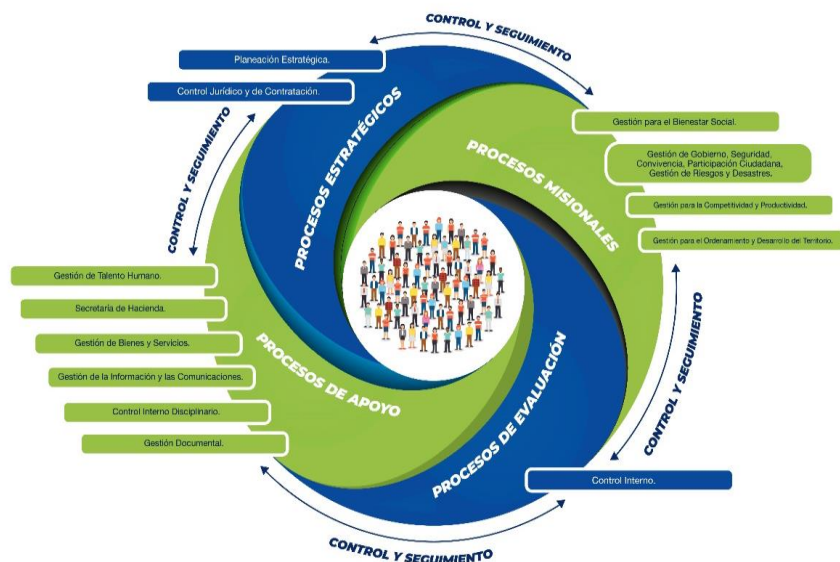 CONTROL Y SEGUIMIENTO
Planeación Estratégica.
Control Jurídico y de Contratación.
CONTROL Y SEGUIMIENTO
PROCESOS ESTRATÉGICOS
PROCESOS MISIONALES
Gestión para el Bienestar Social.
Gestión de Gobierno, Seguridad,
Convivencia, Participación Ciudadana,
Gestión de Riesgos y Desastres.
Gestión para la Competitividad y Productividad.
Gestión para el Ordenamiento y Desarrollo del Territorio.
Gestión de Talento Humano.
Secretaría de Hacienda.
Gestión de Bienes y Servicios.
Gestión de la Información y las Comunicaciones.
Control Interno Disciplinario.
Gestión Documental.
PROCESOS DE APOYO
PROCESOS DE EVALUACIÓN
CONTROL Y SEGUIMIENTO
Control Interno.
CONTROL Y SEGUIMIENTO